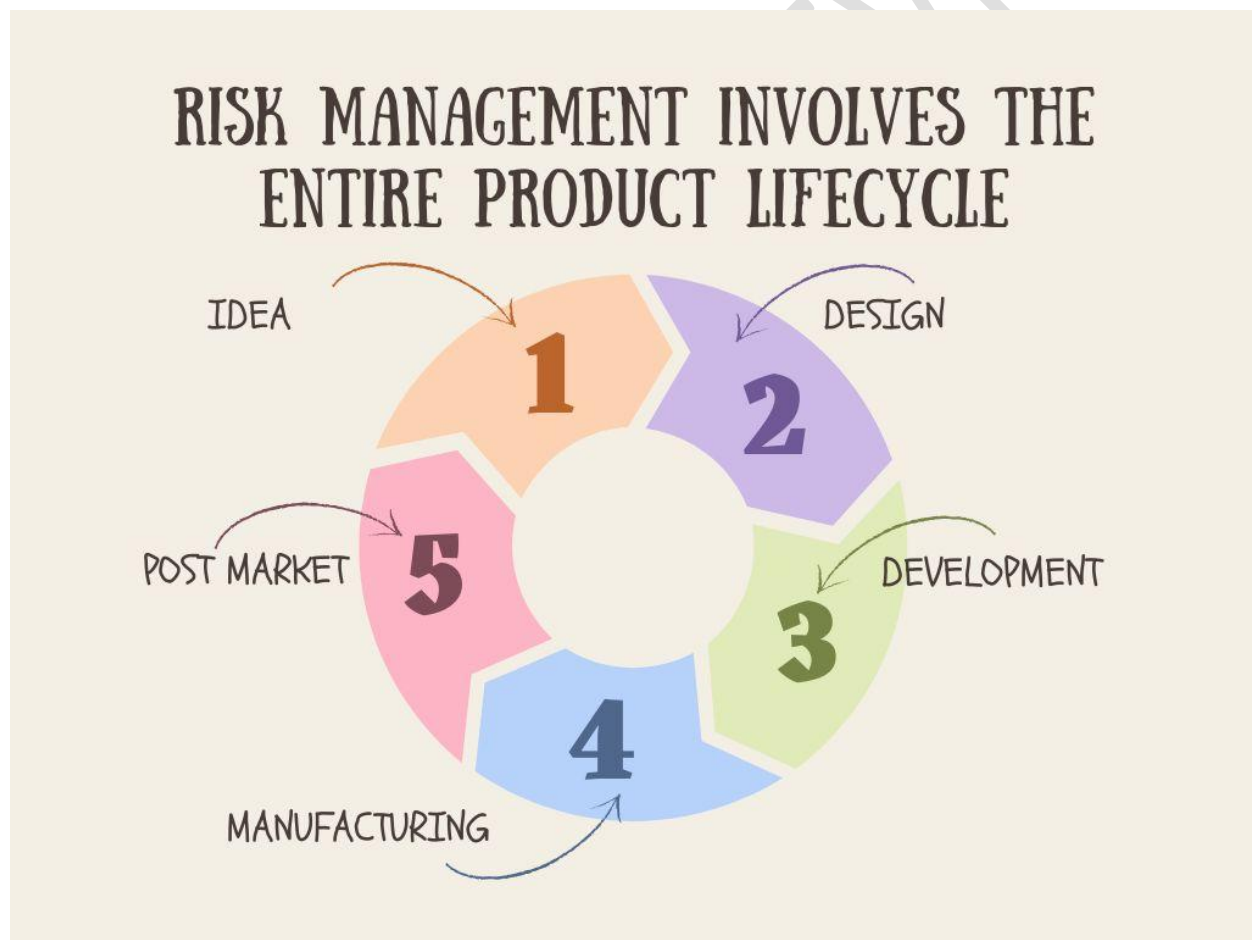 RISK MANAGEMENT INVOLVES THE
ENTIRE PRODUCT LIFECYCLE
IDEA
1
DESIGN
2
POST MARKET
5
DEVELOPMENT
3
4
MANUFACTURING